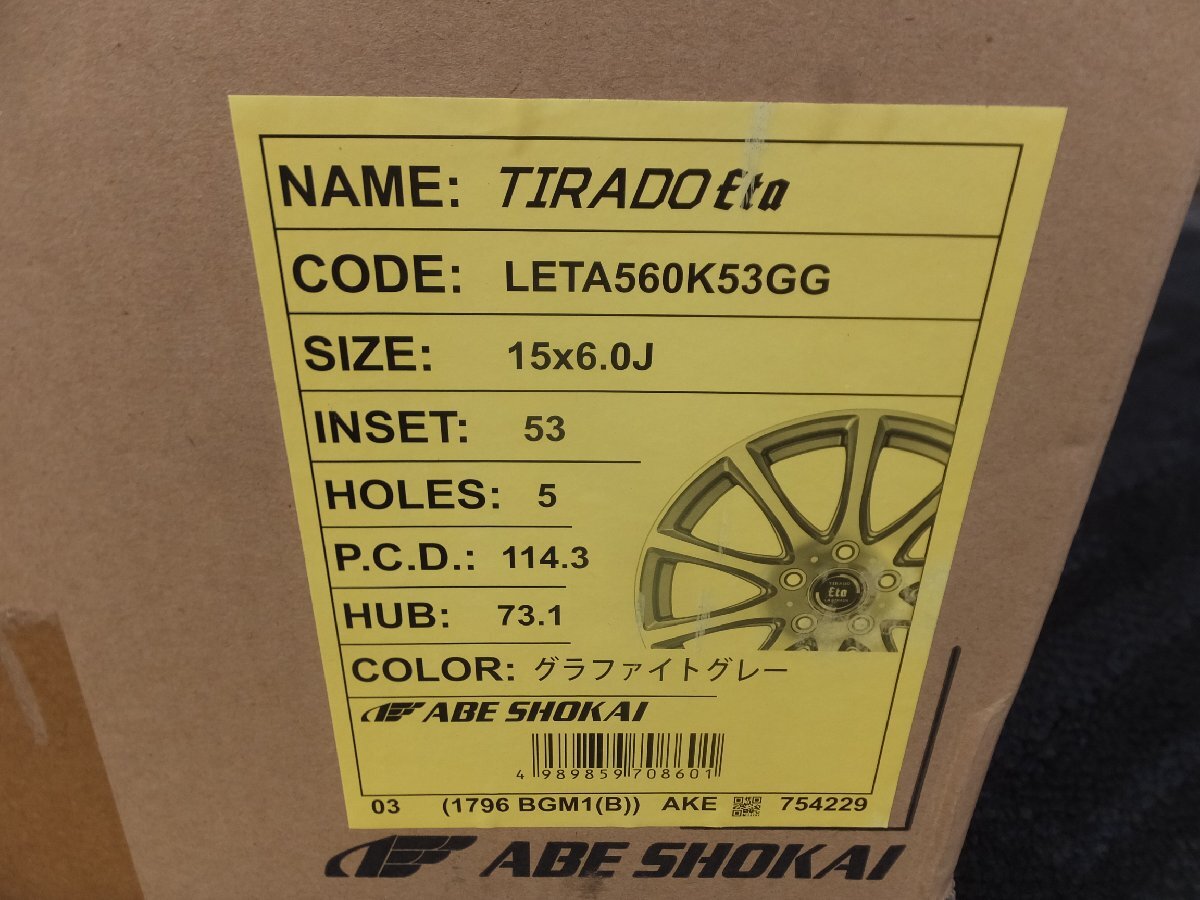 NAME: TIRADO Eta
CODE: LETA560K53GG
SIZE: 15x6.0J
INSET: 53
HOLES: 5
P.C.D.: 114.3
HUB: 73.1
TIRADO
Eta
COLOR: グラファイトグレー
ABE SHOKAI
4 989859 708601
03 (1796 BGM1(B)) AKE 754229
ABE SHOKAI